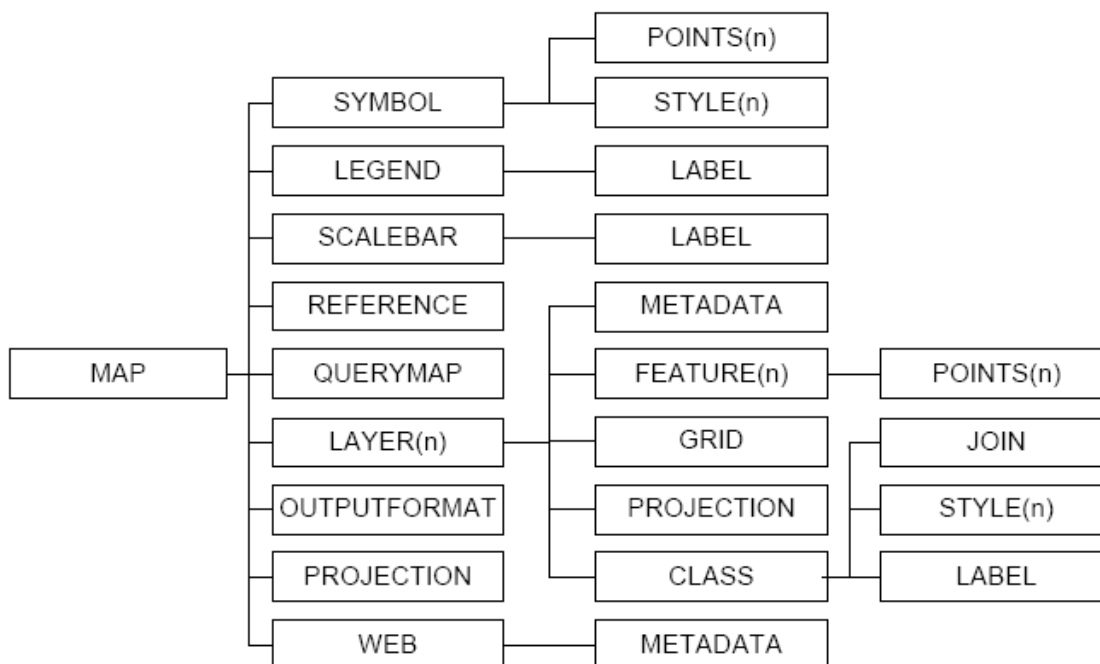 POINTS(n)
SYMBOL STYLE(n)
LEGEND LABEL
SCALEBAR LABEL
REFERENCE METADATA
MAP QUERYMAP FEATURE(n) POINTS(n)
LAYER(n) GRID JOIN
OUTPUTFORMAT PROJECTION STYLE(n)
PROJECTION CLASS LABEL
WEB METADATA